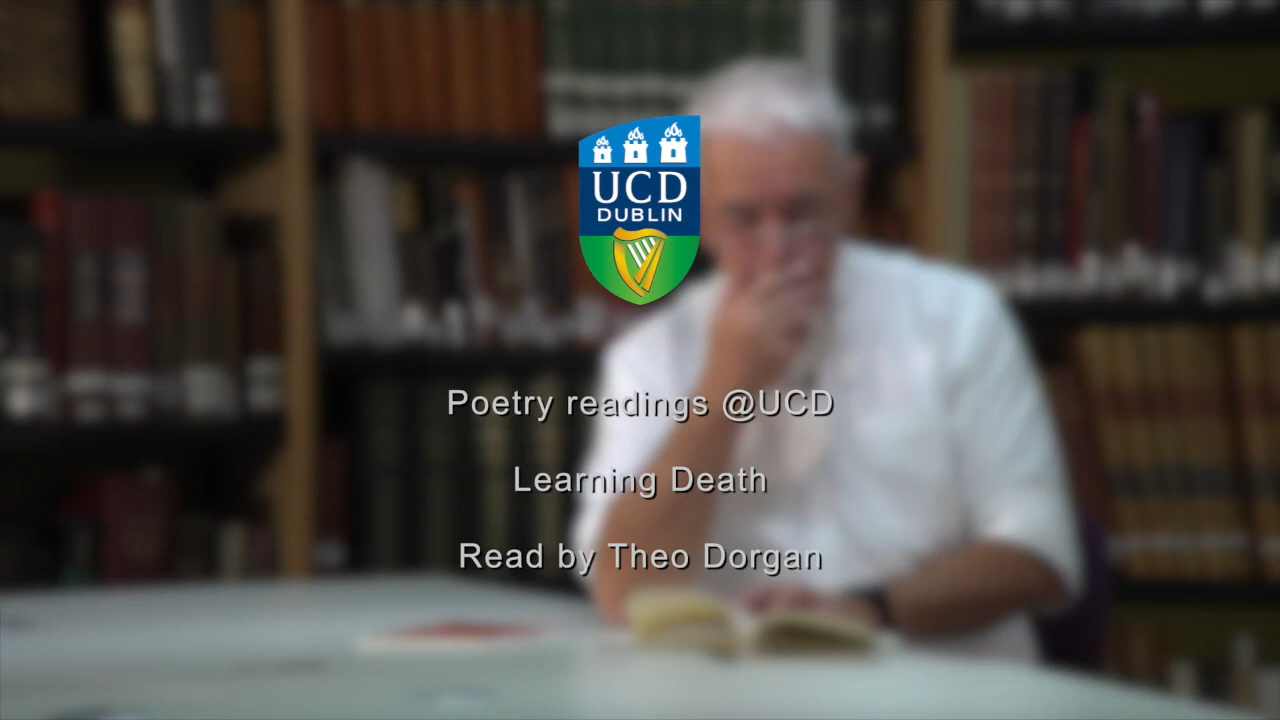 UCD
DUBLIN
Poetry readings @UCD
Learning Death
Read by Theo Dorgan